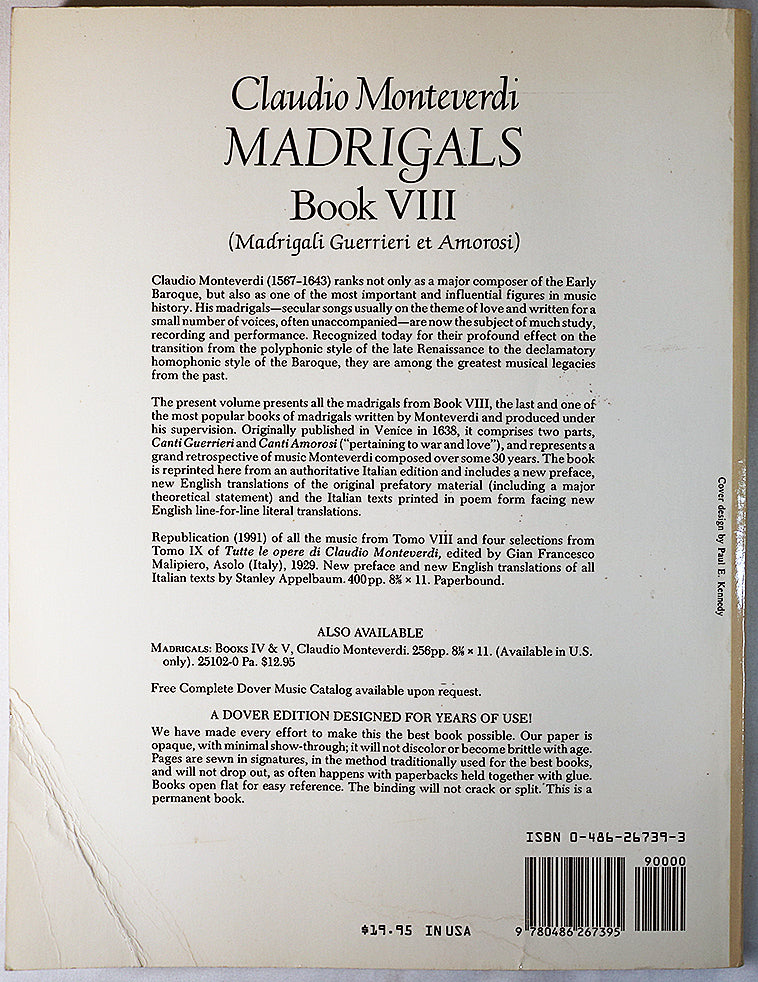 Claudio Monteverdi
MADRIGALS
Book VIII
(Madrigali Guerrieri et Amorosi)
Claudio Monteverdi (1567–1643) ranks not only as a major composer of the Early
Baroque, but also as one of the most important and influential figures in music
history. His madrigals—secular songs usually on the theme of love and written for a
small number of voices, often unaccompanied—are now the subject of much study,
recording and performance. Recognized today for their profound effect on the
transition from the polyphonic style of the late Renaissance to the declamatory
homophonic style of the Baroque, they are among the greatest musical legacies
from the past.
The present volume presents all the madrigals from Book VIII, the last and one of
the most popular books of madrigals written by Monteverdi and produced under
his supervision. Originally published in Venice in 1638, it comprises two parts,
Canti Guerrieri and Canti Amorosi (“pertaining to war and love”), and represents a
grand retrospective of music Monteverdi composed over some 30 years. The book
is reprinted here from an authoritative Italian edition and includes a new preface,
new English translations of the original prefatory material (including a major
theoretical statement) and the Italian texts printed in poem form facing new
English line-for-line literal translations.
Republication (1991) of all the music from Tomo VIII and four selections from
Tomo IX of Tutte le opere di Claudio Monteverdi, edited by Gian Francesco
Malipiero, Asolo (Italy), 1929. New preface and new English translations of all
Italian texts by Stanley Appelbaum. 400pp. 8⅜ × 11. Paperbound.
ALSO AVAILABLE
MADRIGALS: BOOKS IV & V, Claudio Monteverdi. 256pp. 8⅜ × 11. (Available in U.S.
only). 25102-0 Pa. $12.95
Free Complete Dover Music Catalog available upon request.
A DOVER EDITION DESIGNED FOR YEARS OF USE!
We have made every effort to make this the best book possible. Our paper is
opaque, with minimal show-through; it will not discolor or become brittle with age.
Pages are sewn in signatures, in the method traditionally used for the best books,
and will not drop out, as often happens with paperbacks held together with glue.
Books open flat for easy reference. The binding will not crack or split. This is a
permanent book.
Cover design by Paul E. Kennedy
ISBN 0-486-26739-3
90000
9 780486 267395
$19.95 IN USA